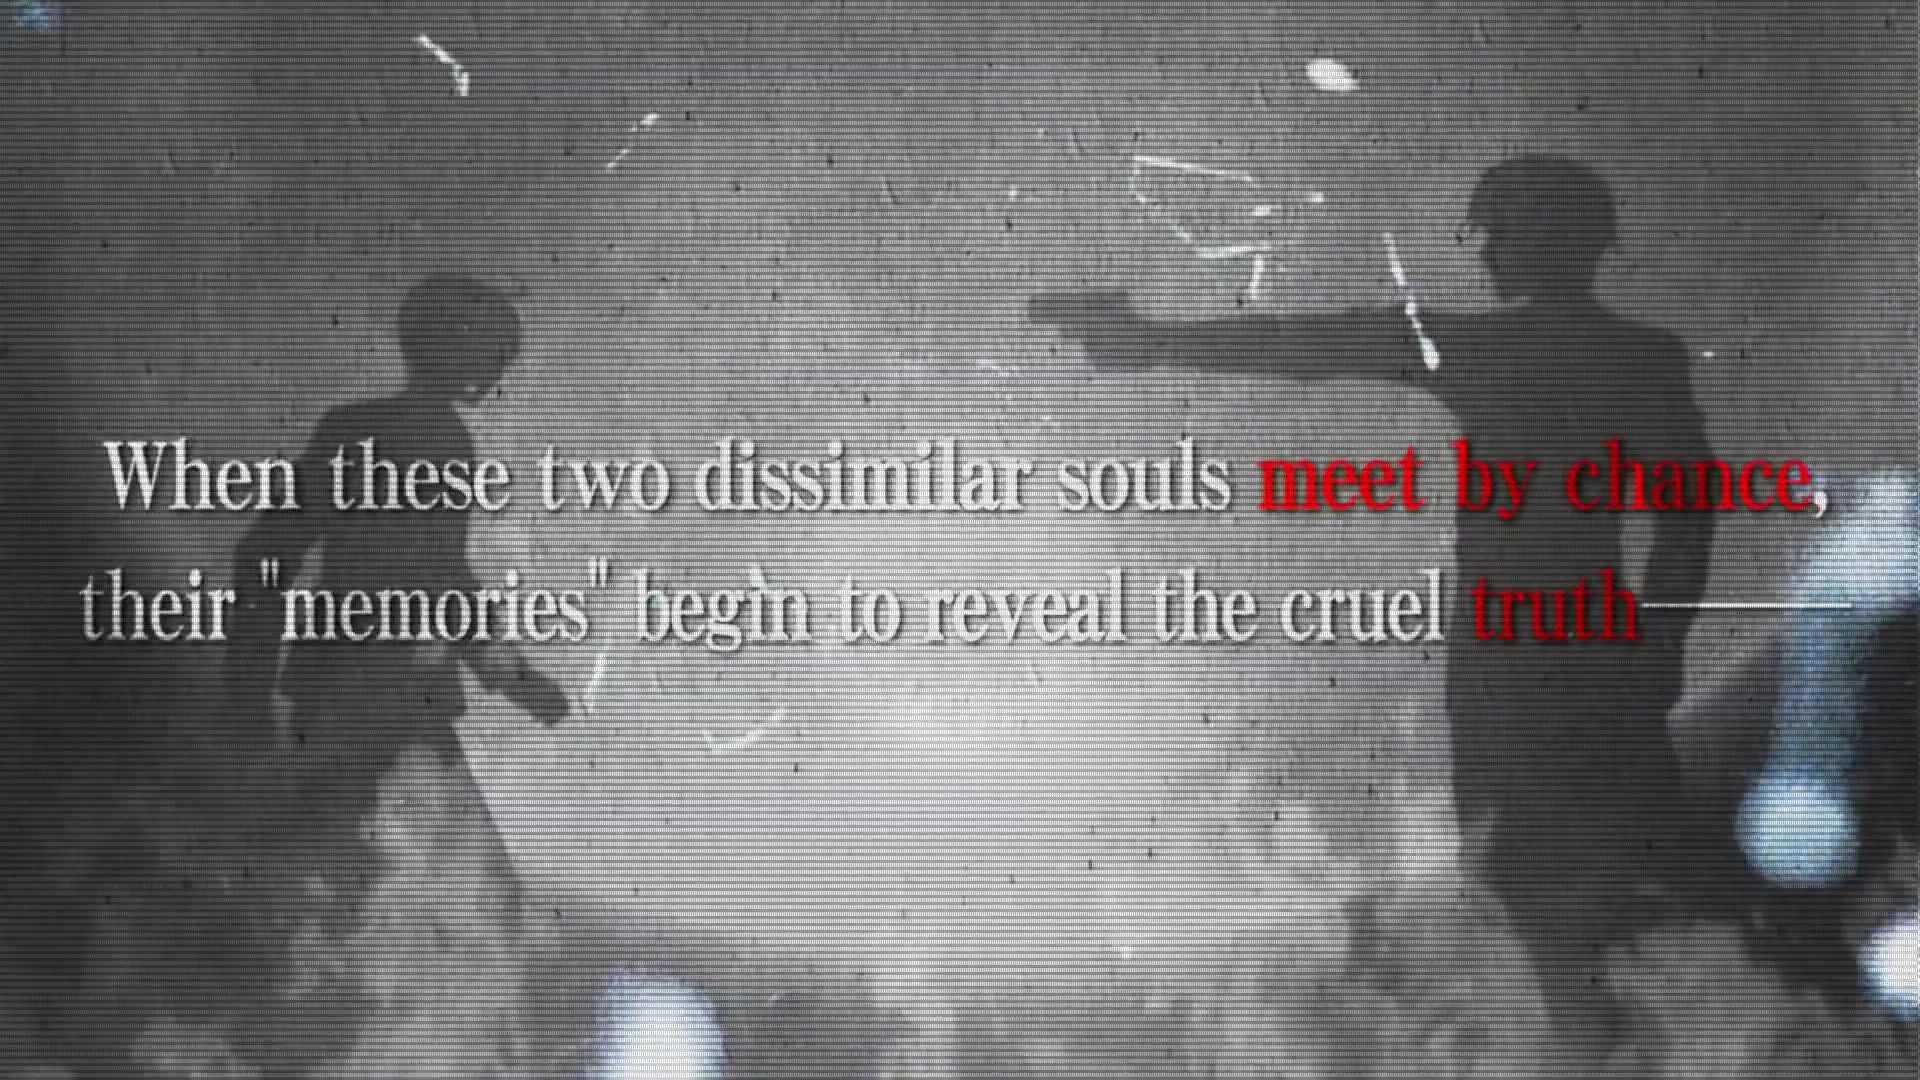 When these two dissimilar souls meet by chance,
their "memories" begin to reveal the cruel truth———